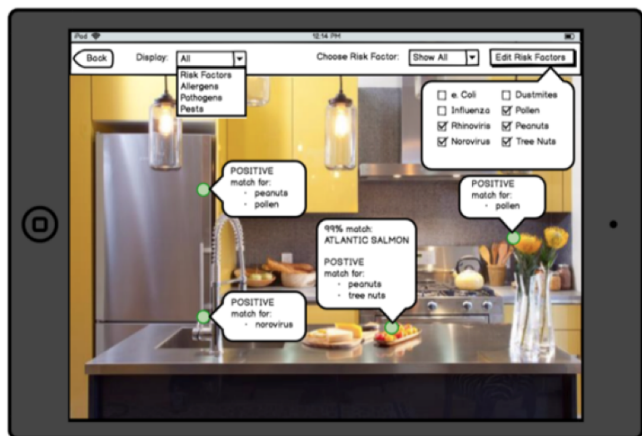 iPad 12:14 PM
Back Display: All Choose Risk Factor: Show All Edit Risk Factors
Risk Factors
Allergens
Pathogens
Pests
e. Coli Dustmites
Influenza Pollen
Rhinoviris Peanuts
Norovirus Tree Nuts
POSITIVE
match for:
• peanuts
• pollen
POSITIVE
match for:
• pollen
99% match:
ATLANTIC SALMON
POSTIVE
match for:
• peanuts
• tree nuts
POSITIVE
match for:
• norovirus